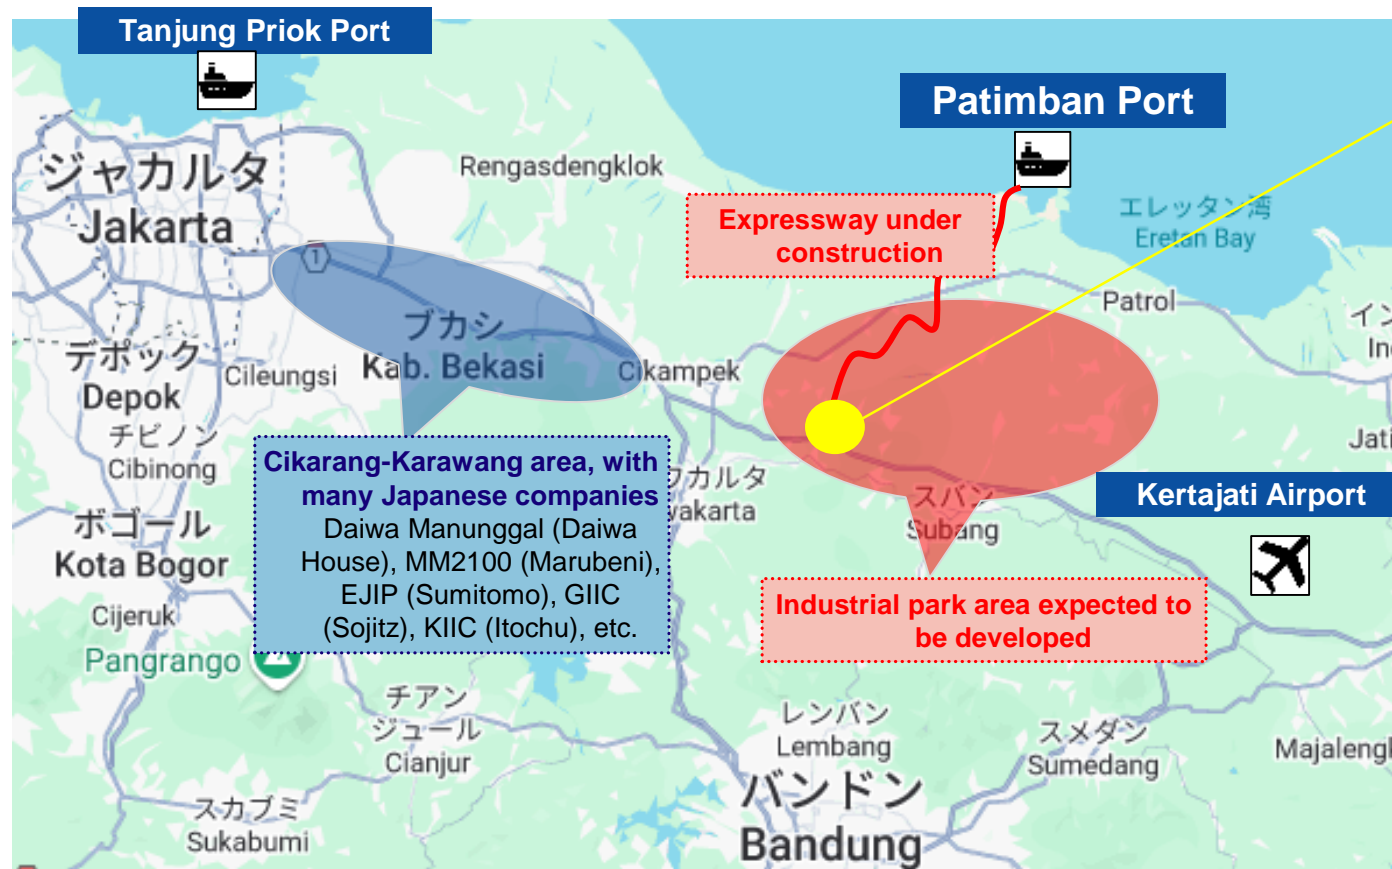 Tanjung Priok Port
Patimban Port
ジャカルタ
Jakarta
Rengasdengklok
Expressway under
construction
エレッタン湾
Eretan Bay
1
Patrol
ブカシ
Kab. Bekasi
デポック
Depok
Cileungsi
Cikampek
チビノン
Cibinong
Cikarang-Karawang area, with
many Japanese companies
Daiwa Manunggal (Daiwa
House), MM2100 (Marubeni),
EJIP (Sumitomo), GIIC
(Sojitz), KIIC (Itochu), etc.
スバン
Subang
Kertajati Airport
ボゴール
Kota Bogor
Cijeruk
Pangrango
Industrial park area expected to
be developed
チアン
ジュール
Cianjur
レンバン
Lembang
スメダン
Sumedang
スカブミ
Sukabumi
バンドン
Bandung